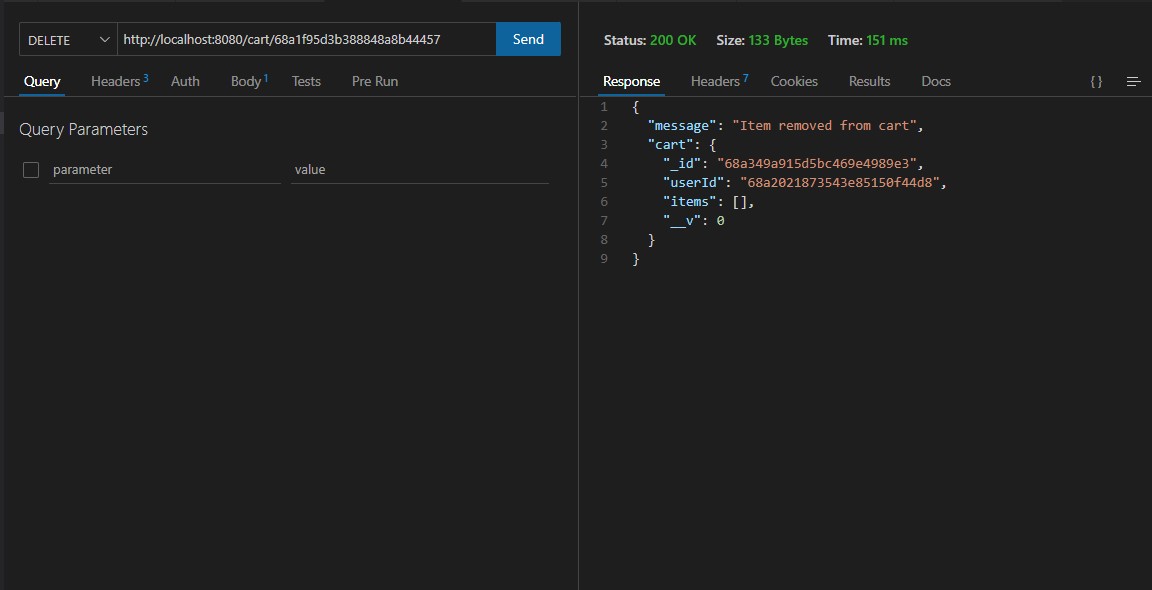 DELETE http://localhost:8080/cart/68a1f95d3b388848a8b44457 Send
Query Headers 3 Auth Body 1 Tests Pre Run
Query Parameters
parameter value
Status: 200 OK Size: 133 Bytes Time: 151 ms
Response Headers 7 Cookies Results Docs { }
1 {
2 "message": "Item removed from cart",
3 "cart": {
4 "_id": "68a349a915d5bc469e4989e3",
5 "userId": "68a2021873543e85150f44d8",
6 "items": [],
7 "__v": 0
8 }
9 }